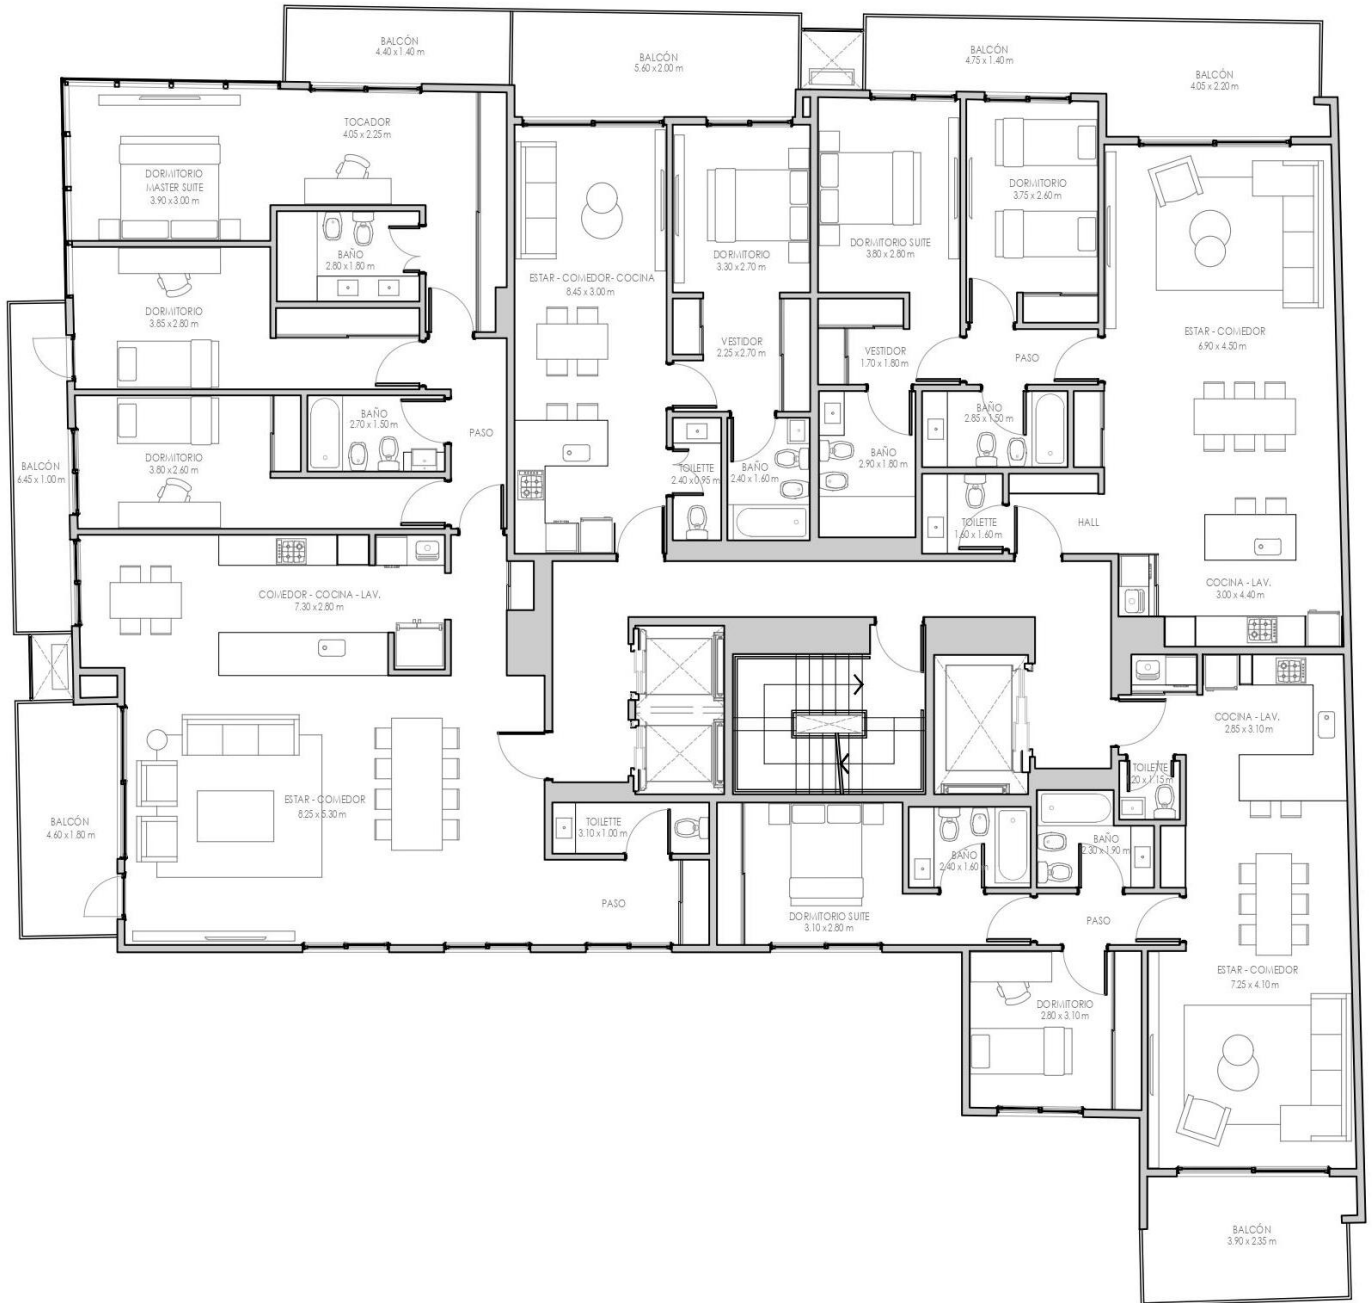 BALCÓN
4.40 x 1.40 m
BALCÓN
5.60 x 2.00 m
BALCÓN
4.75 x 1.40 m
BALCÓN
4.05 x 2.20 m
TOCADOR
4.05 x 2.25 m
DORMITORIO
MASTER SUITE
3.90 x 3.00 m
BAÑO
2.80 x 1.80 m
DORMITORIO
3.85 x 2.80 m
ESTAR - COMEDOR - COCINA
8.45 x 3.00 m
DORMITORIO
3.30 x 2.70 m
VESTIDOR
2.25 x 2.70 m
DORMITORIO SUITE
3.80 x 2.80 m
DORMITORIO
3.75 x 2.60 m
VESTIDOR
1.70 x 1.80 m
PASO
ESTAR - COMEDOR
6.90 x 4.50 m
BALCÓN
6.45 x 1.00 m
DORMITORIO
3.80 x 2.60 m
BAÑO
2.70 x 1.50 m
PASO
TOILETTE
2.40 x 0.95 m
BAÑO
2.40 x 1.60 m
BAÑO
2.90 x 1.80 m
BAÑO
2.85 x 1.50 m
TOILETTE
1.60 x 1.60 m
HALL
COCINA - LAV.
3.00 x 4.40 m
COMEDOR - COCINA - LAV.
7.30 x 2.80 m
COCINA - LAV.
2.85 x 3.10 m
TOILETTE
20 x 1.15 m
BALCÓN
4.60 x 1.80 m
ESTAR - COMEDOR
8.25 x 5.30 m
TOILETTE
3.10 x 1.00 m
PASO
DORMITORIO SUITE
3.10 x 2.80 m
BAÑO
2.40 x 1.60 m
BAÑO
2.30 x 1.90 m
PASO
ESTAR - COMEDOR
7.25 x 4.10 m
DORMITORIO
2.80 x 3.10 m
BALCÓN
3.90 x 2.35 m